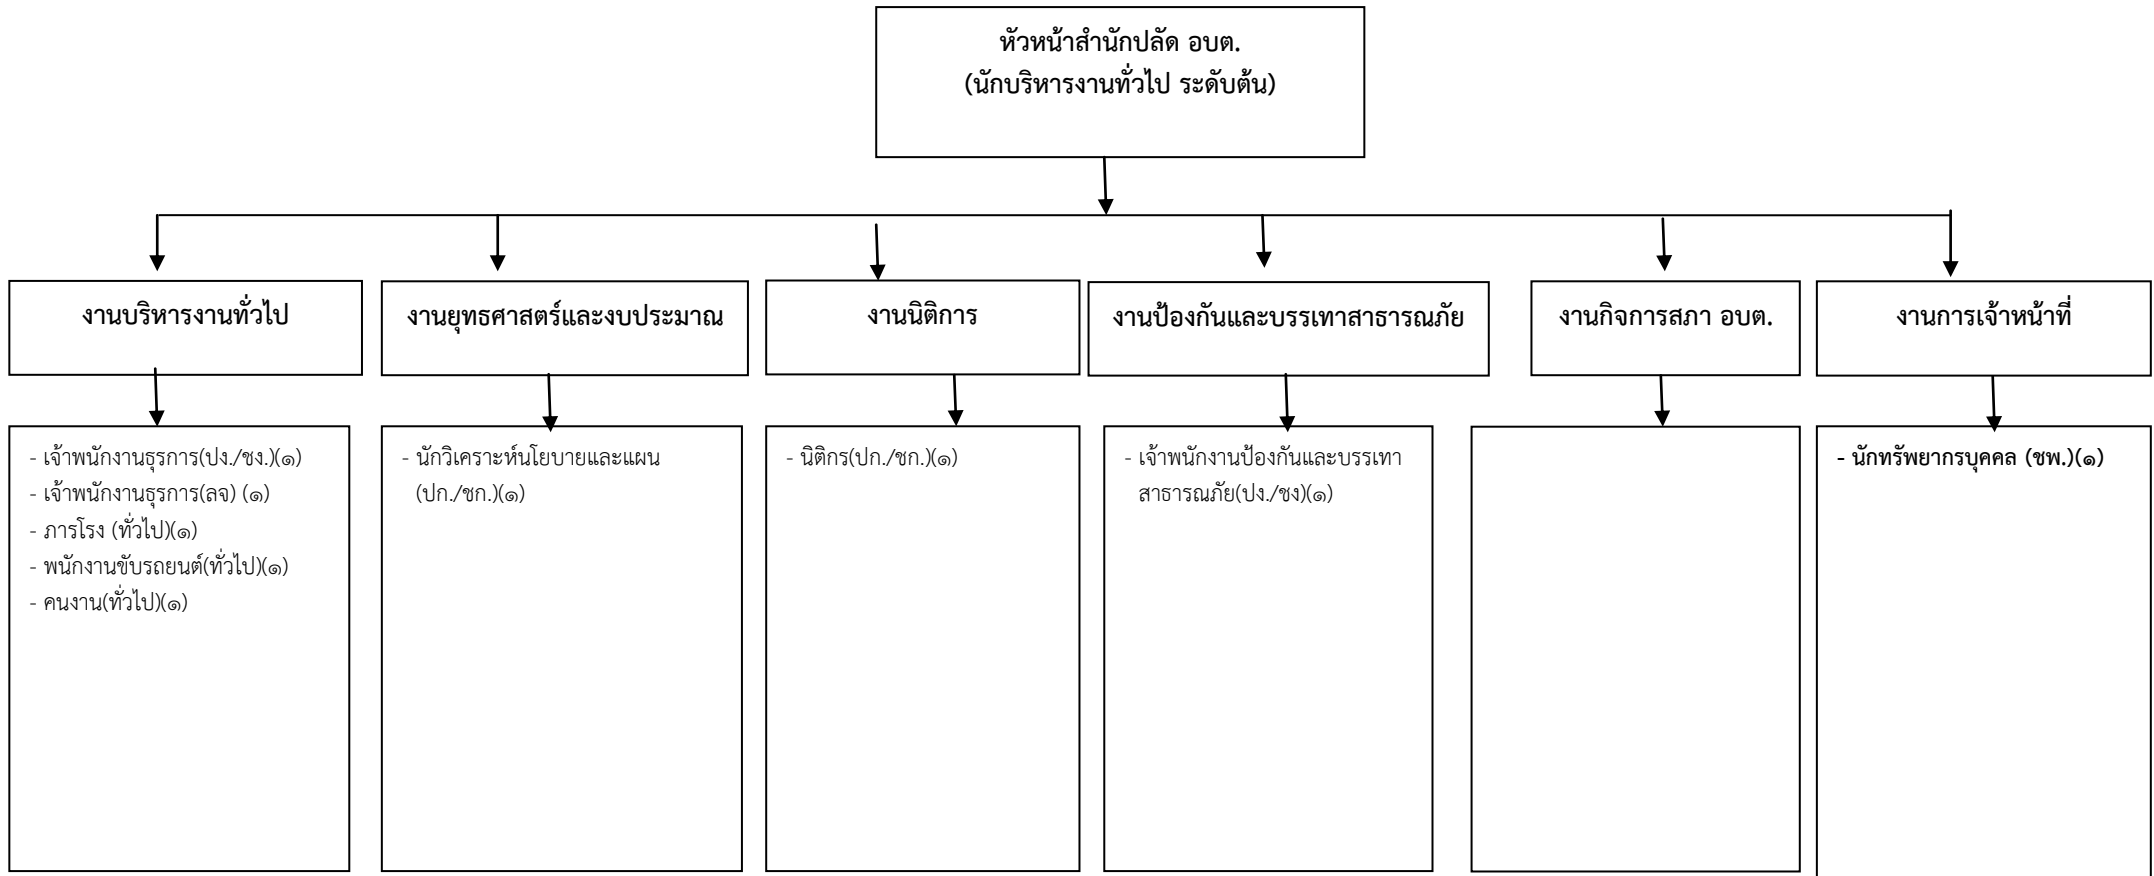 หัวหน้าสำนักปลัด อบต.
(นักบริหารงานทั่วไป ระดับต้น)
งานบริหารงานทั่วไป
งานยุทธศาสตร์และงบประมาณ
งานนิติการ
งานป้องกันและบรรเทาสาธารณภัย
งานกิจการสภา อบต.
งานการเจ้าหน้าที่
- เจ้าพนักงานธุรการ(ปง./ชง.)(๑)
- เจ้าพนักงานธุรการ(ลจ) (๑)
- ภารโรง (ทั่วไป)(๑)
- พนักงานขับรถยนต์(ทั่วไป)(๑)
- คนงาน(ทั่วไป)(๑)
- นักวิเคราะห์นโยบายและแผน
(ปก./ชก.)(๑)
- นิติกร(ปก./ชก.)(๑)
- เจ้าพนักงานป้องกันและบรรเทา
สาธารณภัย(ปง./ชง)(๑)
- นักทรัพยากรบุคคล (ชพ.)(๑)